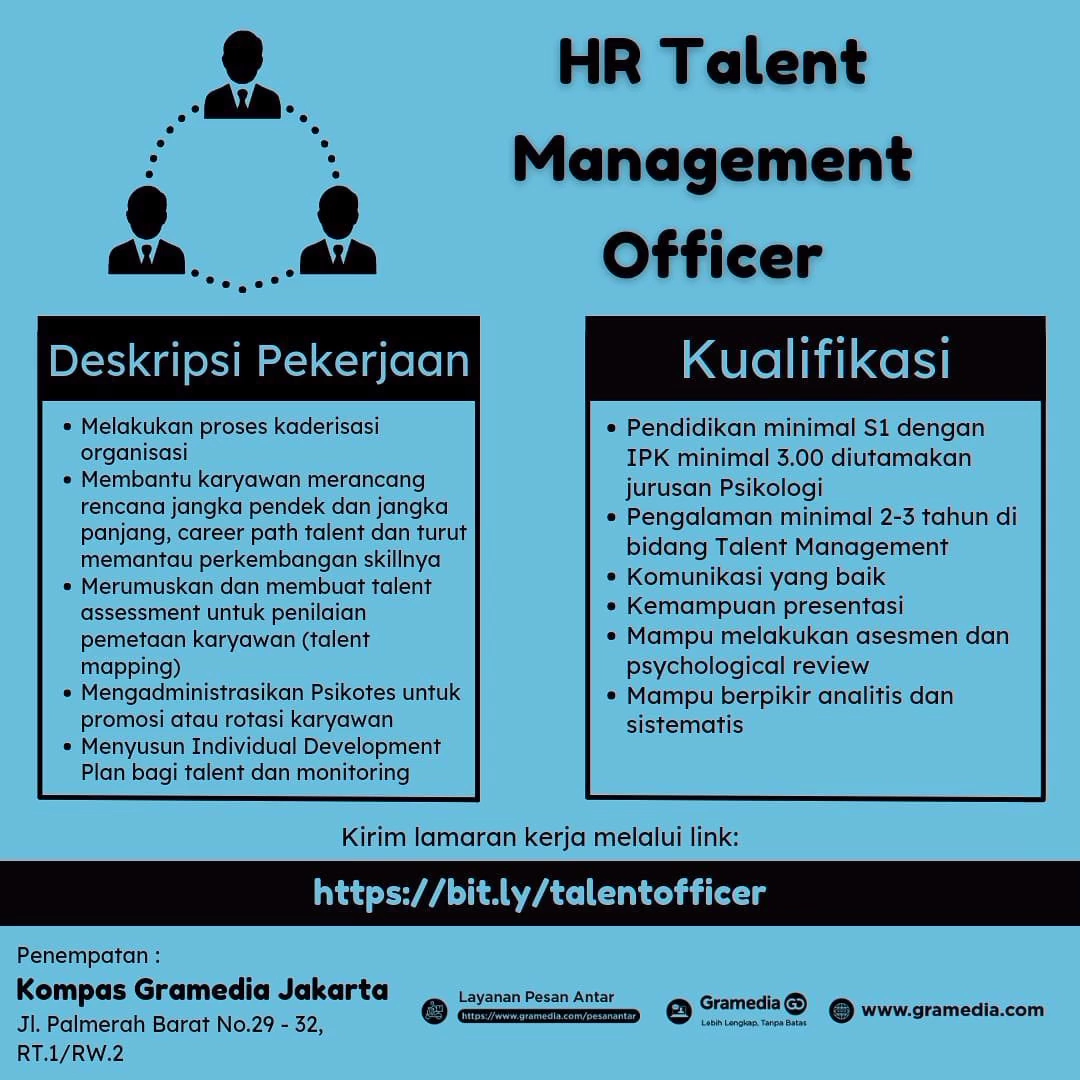 HR Talent
Management
Officer
Deskripsi Pekerjaan
• Melakukan proses kaderisasi
organisasi
• Membantu karyawan merancang
rencana jangka pendek dan jangka
panjang, career path talent dan turut
memantau perkembangan skillnya
• Merumuskan dan membuat talent
assessment untuk penilaian
pemetaan karyawan (talent
mapping)
• Mengadministrasikan Psikotes untuk
promosi atau rotasi karyawan
• Menyusun Individual Development
Plan bagi talent dan monitoring
Kualifikasi
• Pendidikan minimal S1 dengan
IPK minimal 3.00 diutamakan
jurusan Psikologi
• Pengalaman minimal 2-3 tahun di
bidang Talent Management
• Komunikasi yang baik
• Kemampuan presentasi
• Mampu melakukan asesmen dan
psychological review
• Mampu berpikir analitis dan
sistematis
Kirim lamaran kerja melalui link:
https://bit.ly/talentofficer
Penempatan :
Kompas Gramedia Jakarta
Jl. Palmerah Barat No.29 - 32,
RT.1/RW.2
Layanan Pesan Antar
https://www.gramedia.com/pesanantar
Gramedia
Lebih Lengkap, Tanpa Batas
www.gramedia.com